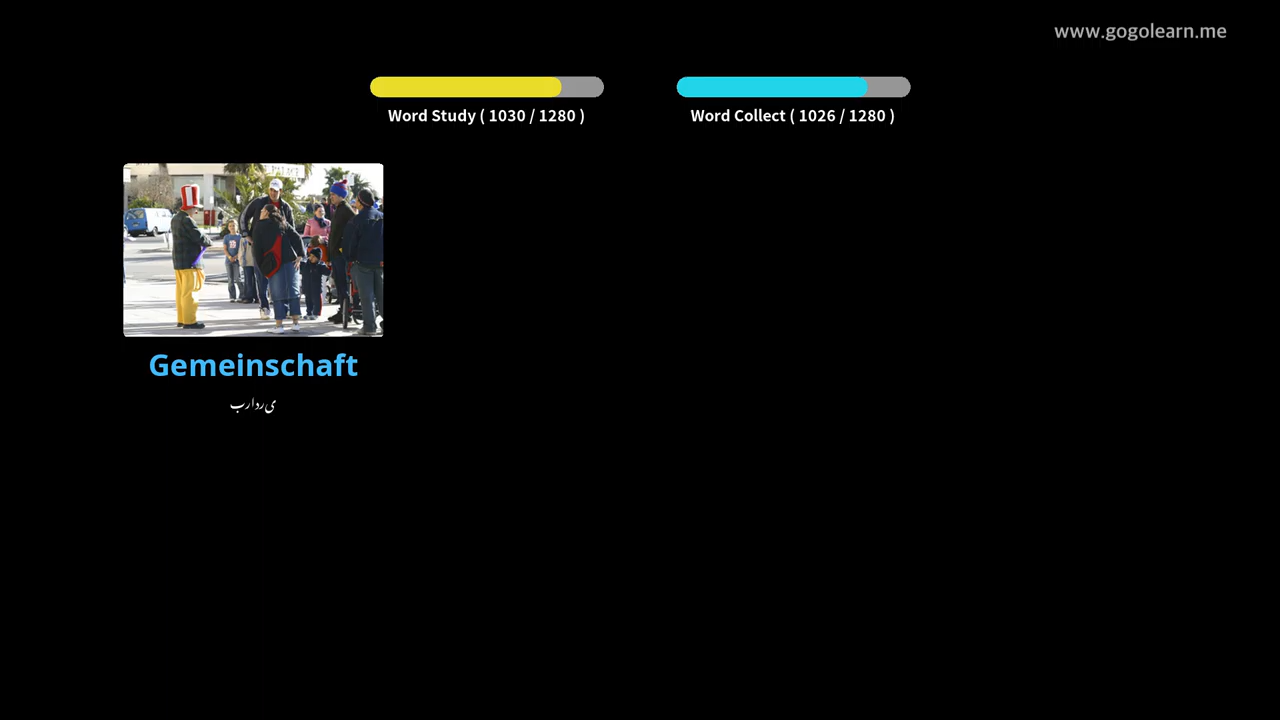 www.gogolearn.me
Word Study ( 1030 / 1280 )
Word Collect ( 1026 / 1280 )
Gemeinschaft
برادری